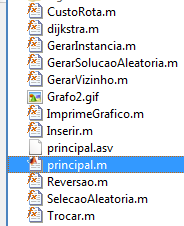 CustoRota.m
dijkstra.m
GerarInstancia.m
GerarSolucaoAleatoria.m
GerarVizinho.m
Grafo2.gif
ImprimeGrafico.m
Inserir.m
principal.asv
principal.m
Reversao.m
SelecaoAleatoria.m
Trocar.m